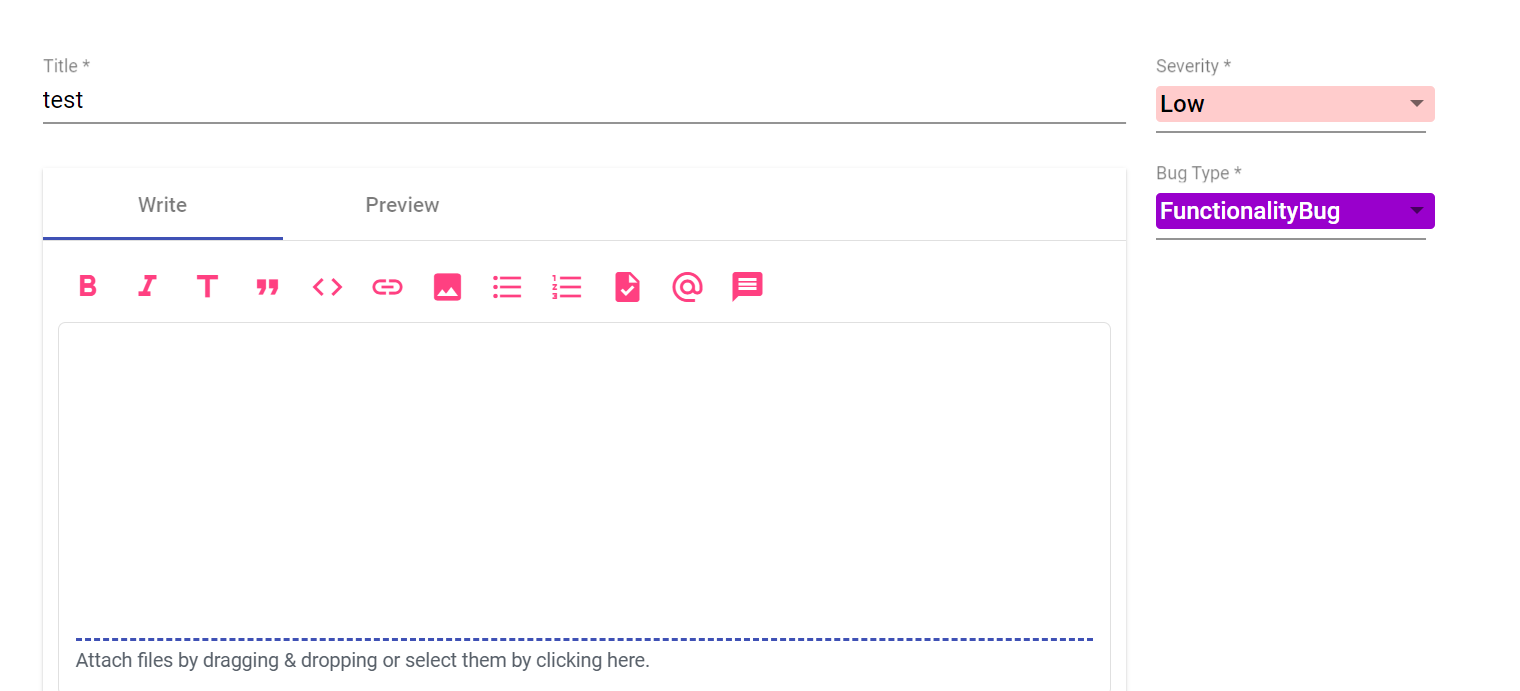 Title *
test
Severity *
Low
Bug Type *
FunctionalityBug
Write
Preview
Attach files by dragging & dropping or select them by clicking here.